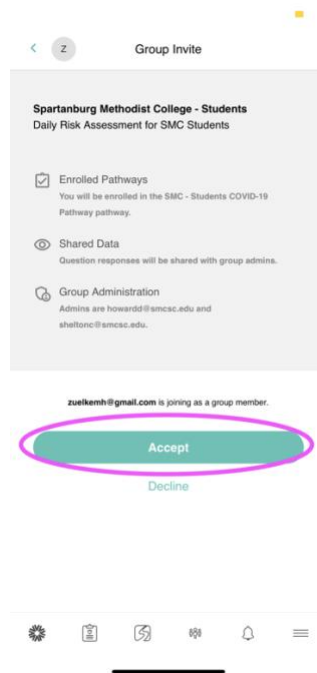 Z
Group Invite
Spartanburg Methodist College - Students
Daily Risk Assessment for SMC Students
Enrolled Pathways
You will be enrolled in the SMC - Students COVID-19
Pathway pathway.
Shared Data
Question responses will be shared with group admins.
Group Administration
Admins are howardd@smcsc.edu and
sheltonc@smcsc.edu.
zuelkemh@gmail.com is joining as a group member.
Accept
Decline